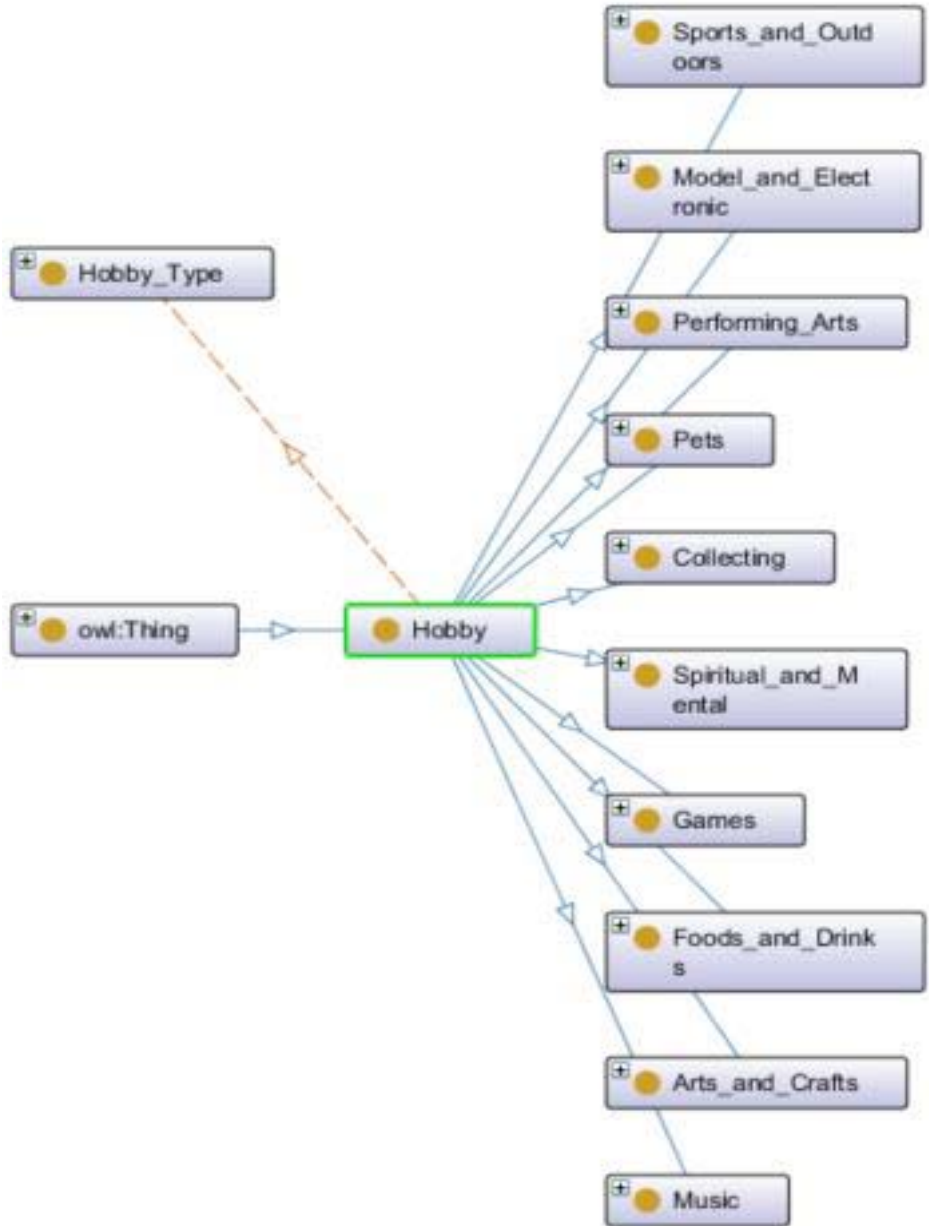 Sports_and_Outd
oors
Model_and_Elect
ronic
Hobby_Type
Performing_Arts
Pets
Collecting
owl:Thing
Hobby
Spiritual_and_M
ental
Games
Foods_and_Drink
s
Arts_and_Crafts
Music